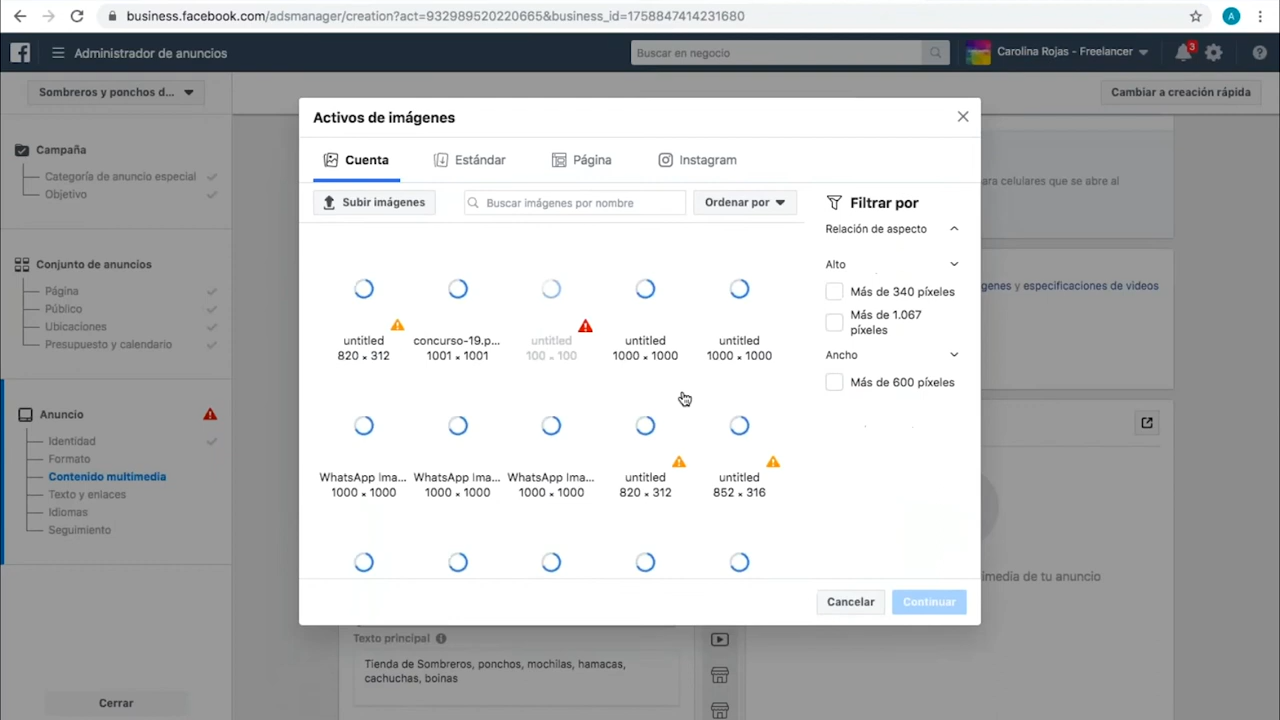 business.facebook.com/adsmanager/creation?act=932989520220665&business_id=1758847414231680
A
Administrador de anuncios
Buscar en negocio
Carolina Rojas - Freelancer
3
Sombreros y ponchos d...
Cambiar a creación rápida
Campaña
Categoría de anuncio especial
Objetivo
Conjunto de anuncios
Página
Público
Ubicaciones
Presupuesto y calendario
Anuncio
Identidad
Formato
Contenido multimedia
Texto y enlaces
Idiomas
Seguimiento
Cerrar
Activos de imágenes
Cuenta
Estándar
Página
Instagram
Subir imágenes
Buscar imágenes por nombre
Ordenar por
untitled
820 × 312
concurso-19.p...
1001 × 1001
untitled
100 × 100
untitled
1000 × 1000
untitled
1000 × 1000
WhatsApp Ima...
1000 × 1000
WhatsApp Ima...
1000 × 1000
WhatsApp Ima...
1000 × 1000
untitled
820 × 312
untitled
852 × 316
Filtrar por
Relación de aspecto
Alto
Más de 340 píxeles
Más de 1.067
píxeles
Ancho
Más de 600 píxeles
Cancelar
Continuar
para celulares que se abre al
genes y especificaciones de videos
imedia de tu anuncio
Texto principal
Tienda de Sombreros, ponchos, mochilas, hamacas,
cachuchas, boinas